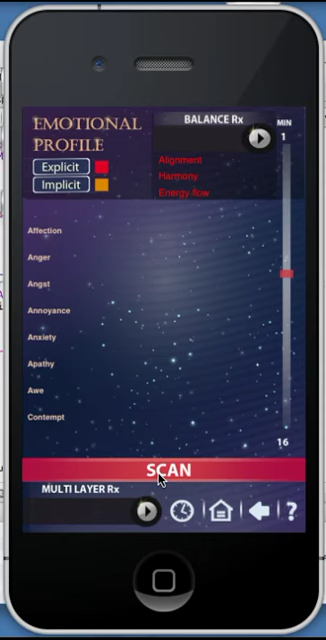 EMOTIONAL
PROFILE
Explicit
Implicit
BALANCE Rx
Alignment
Harmony
Energy-flow
MIN
1
Affection
Anger
Angst
Annoyance
Anxiety
Apathy
Awe
Contempt
16
SCAN
MULTI LAYER Rx
?